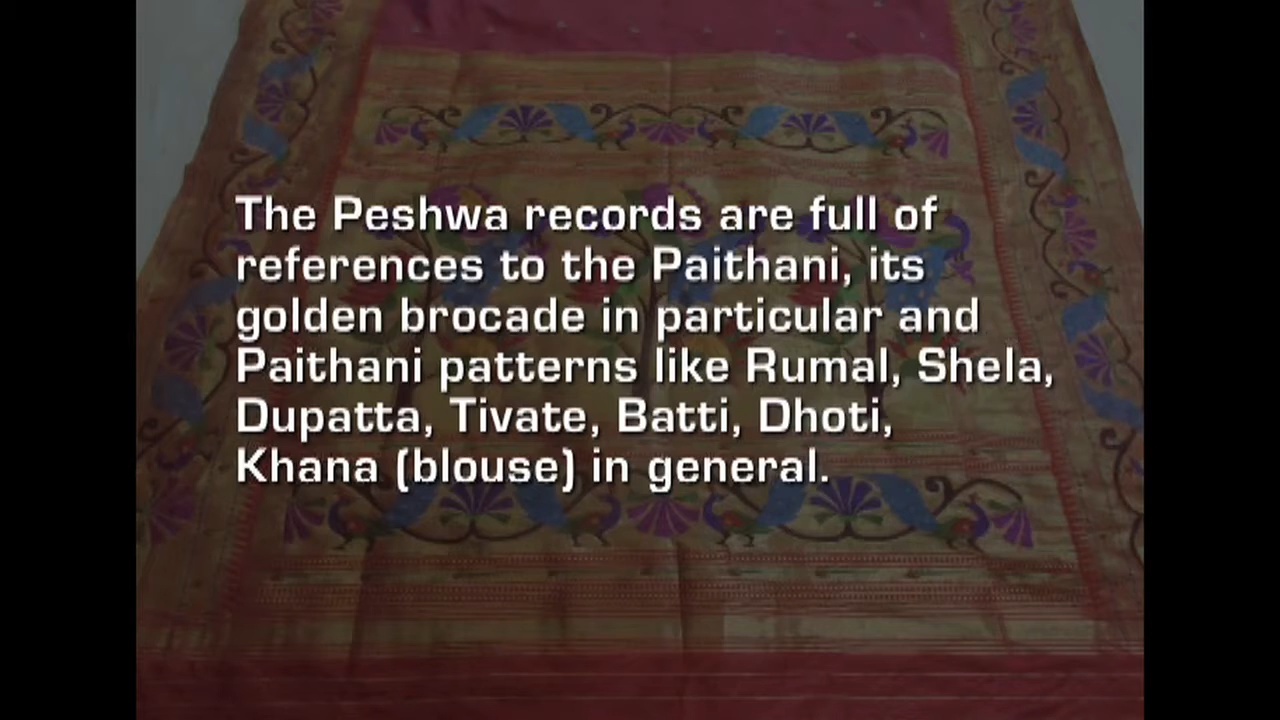 The Peshwa records are full of
references to the Paithani, its
golden brocade in particular and
Paithani patterns like Rumal, Shela,
Dupatta, Tivate, Batti, Dhoti,
Khana (blouse) in general.